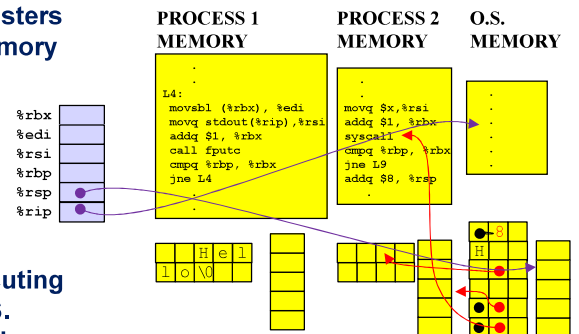 sters
mory
PROCESS 1
MEMORY
PROCESS 2
MEMORY
O.S.
MEMORY
.
.
L4:
movsbl (%rbx), %edi
movq stdout(%rip),%rsi
addq $1, %rbx
call fputc
cmpq %rbp, %rbx
jne L4
.
.
.
.
movq $x,%rsi
addq $1, %rbx
syscall
cmpq %rbp, %rbx
jne L9
addq $8, %rsp
.
.
.
.
.
.
%rbx
%edi
%rsi
%rbp
%rsp
%rip
H e l
l o \0
8
H
uting
s.